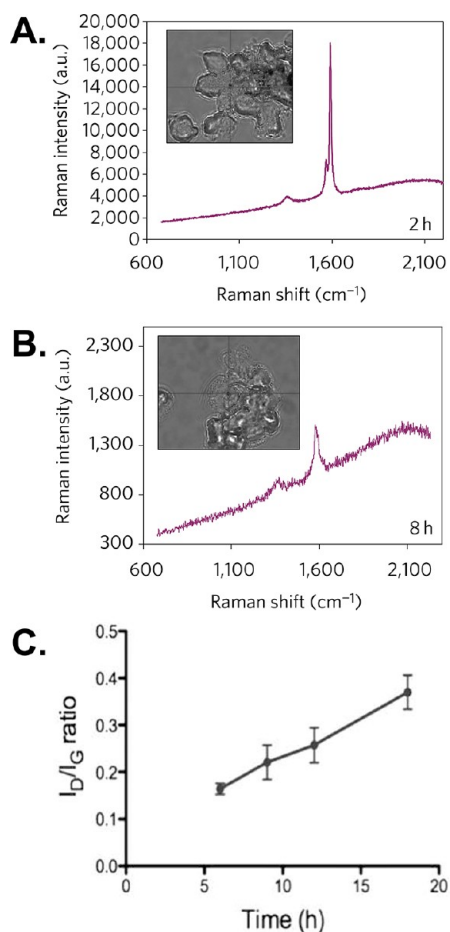 A.
Raman intensity (a.u.)
20,000
18,000
16,000
14,000
12,000
10,000
8,000
6,000
4,000
2,000
0
2 h
600 1,100 1,600 2,100
Raman shift (cm⁻¹)
B.
Raman intensity (a.u.)
2,300
1,800
1,300
800
300
8 h
600 1,100 1,600 2,100
Raman shift (cm⁻¹)
C.
I_D/I_G ratio
0.5
0.4
0.3
0.2
0.1
0.0
0 5 10 15 20
Time (h)